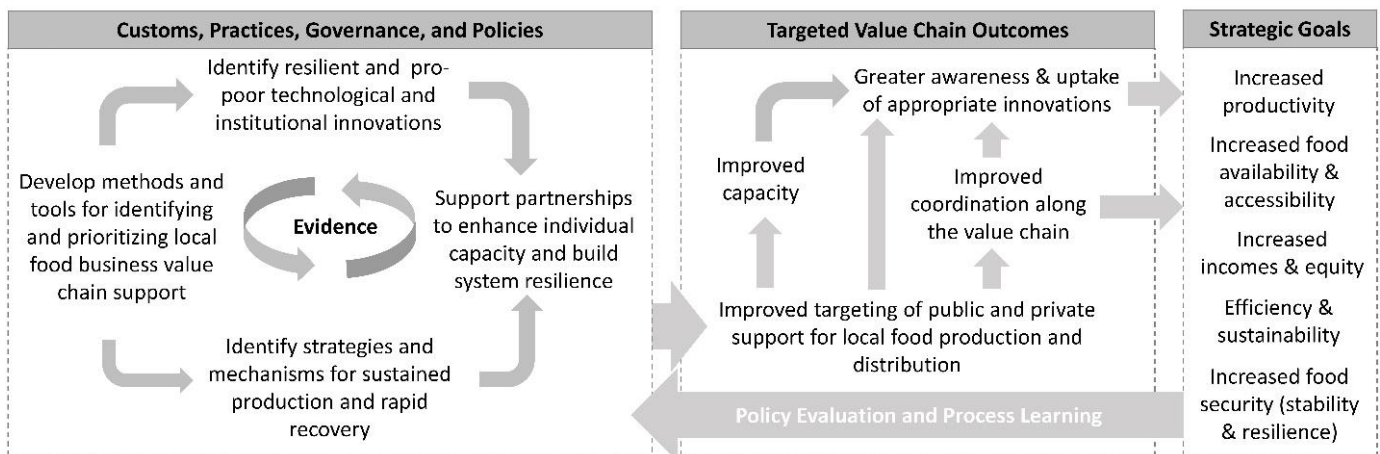 Customs, Practices, Governance, and Policies
Identify resilient and pro-
poor technological and
institutional innovations
Develop methods and
tools for identifying
and prioritizing local
food business value
chain support
Evidence
Support partnerships
to enhance individual
capacity and build
system resilience
Identify strategies and
mechanisms for sustained
production and rapid
recovery
Targeted Value Chain Outcomes
Greater awareness & uptake
of appropriate innovations
Improved
capacity
Improved
coordination along
the value chain
Improved targeting of public and private
support for local food production and
distribution
Policy Evaluation and Process Learning
Strategic Goals
Increased
productivity
Increased food
availability &
accessibility
Increased
incomes & equity
Efficiency &
sustainability
Increased food
security (stability
& resilience)